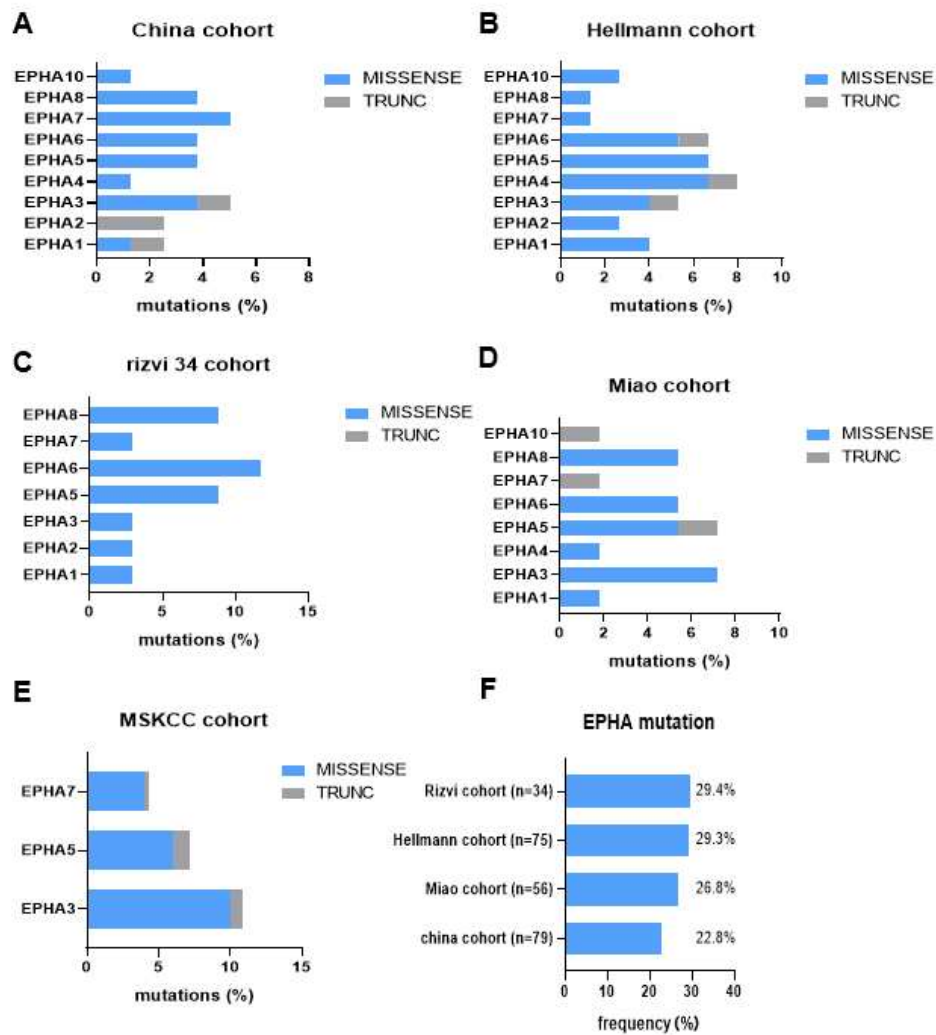 A
China cohort
EPHA10
EPHA8
EPHA7
EPHA6
EPHA5
EPHA4
EPHA3
EPHA2
EPHA1
0 2 4 6 8
mutations (%)
MISSENSE
TRUNC
B
Hellmann cohort
EPHA10
EPHA8
EPHA7
EPHA6
EPHA5
EPHA4
EPHA3
EPHA2
EPHA1
0 2 4 6 8 10
mutations (%)
MISSENSE
TRUNC
C
rizvi 34 cohort
EPHA8
EPHA7
EPHA6
EPHA5
EPHA3
EPHA2
EPHA1
0 5 10 15
mutations (%)
MISSENSE
TRUNC
D
Miao cohort
EPHA10
EPHA8
EPHA7
EPHA6
EPHA5
EPHA4
EPHA3
EPHA1
0 2 4 6 8 10
mutations (%)
MISSENSE
TRUNC
E
MSKCC cohort
EPHA7
EPHA5
EPHA3
0 5 10 15
mutations (%)
MISSENSE
TRUNC
F
EPHA mutation
Rizvi cohort (n=34) 29.4%
Hellmann cohort (n=75) 29.3%
Miao cohort (n=56) 26.8%
china cohort (n=79) 22.8%
0 10 20 30 40
frequency (%)